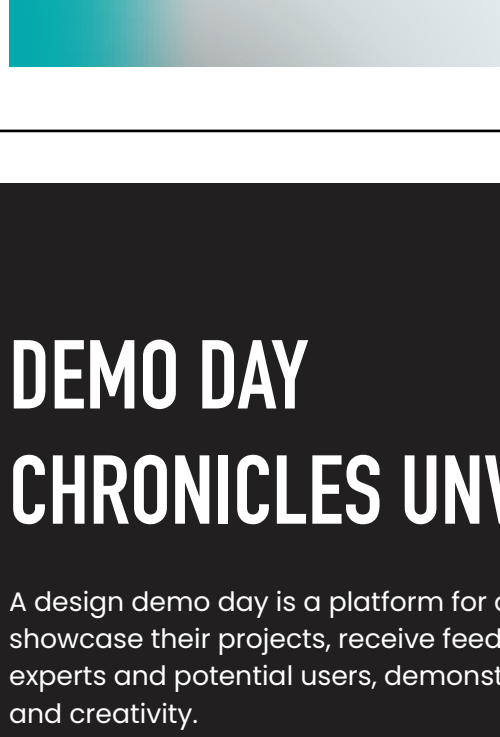 DEMO DAY
CHRONICLES UNV
A design demo day is a platform for
showcase their projects, receive feed
experts and potential users, demonst
and creativity.